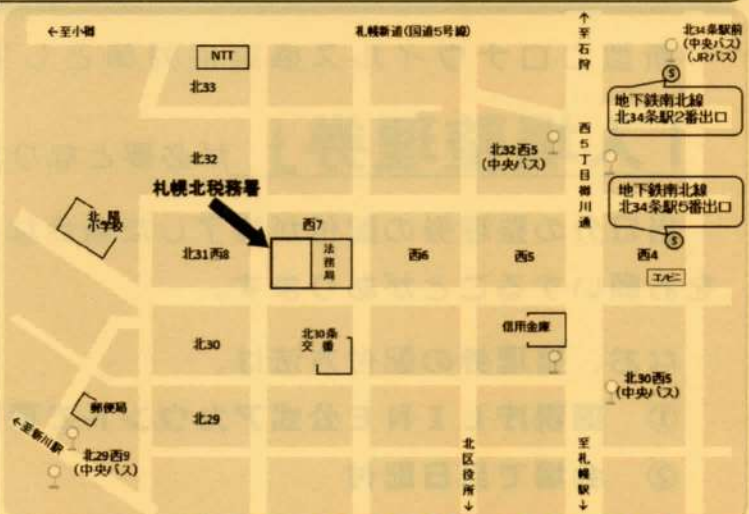 ←至小樽
札幌新道(国道5号線)
↑至石狩
北34条駅前
(中央バス)
(JRバス)
NTT
北33
地下鉄南北線
北34条駅2番出口
西5丁目樽川通
北32
北32西5
(中央バス)
札幌北税務署
地下鉄南北線
北34条駅5番出口
北陽
小学校
西7
北31西8
法務局
西6
西5
西4
コンビニ
北30
北30条
交番
信用金庫
北30西5
(中央バス)
郵便局
北29
←至新川駅
北29西9
(中央バス)
北区役所↓
至札幌駅↓